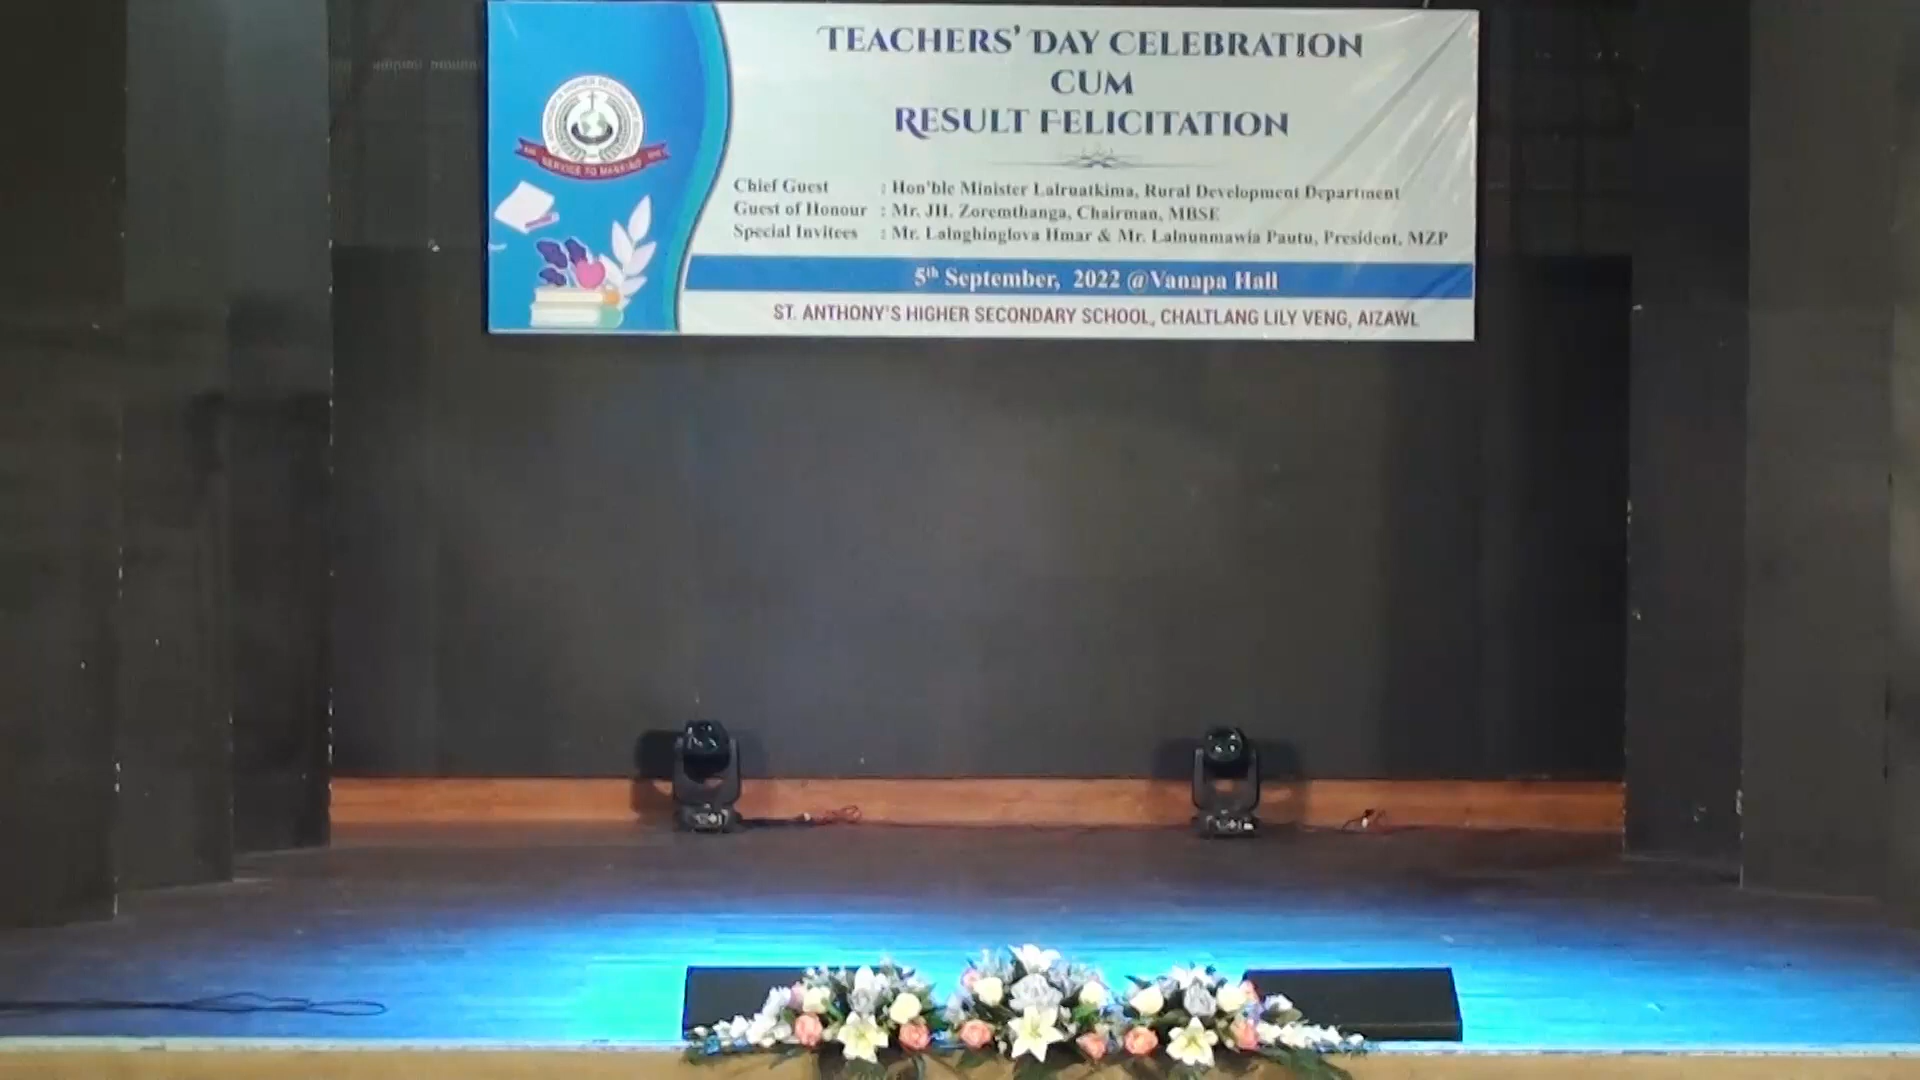 TEACHERS' DAY CELEBRATION
CUM
RESULT FELICITATION
Chief Guest : Hon'ble Minister Lalruatkima, Rural Development Department
Guest of Honour : Mr. JH. Zoremthanga, Chairman, MBSE
Special Invitees : Mr. Lalnghinglova Hmar & Mr. Lalnunmawia Pautu, President, MZP
5th September, 2022 @Vanapa Hall
ST. ANTHONY'S HIGHER SECONDARY SCHOOL, CHALTLANG LILY VENG, AIZAWL
SERVICE TO MANKIND